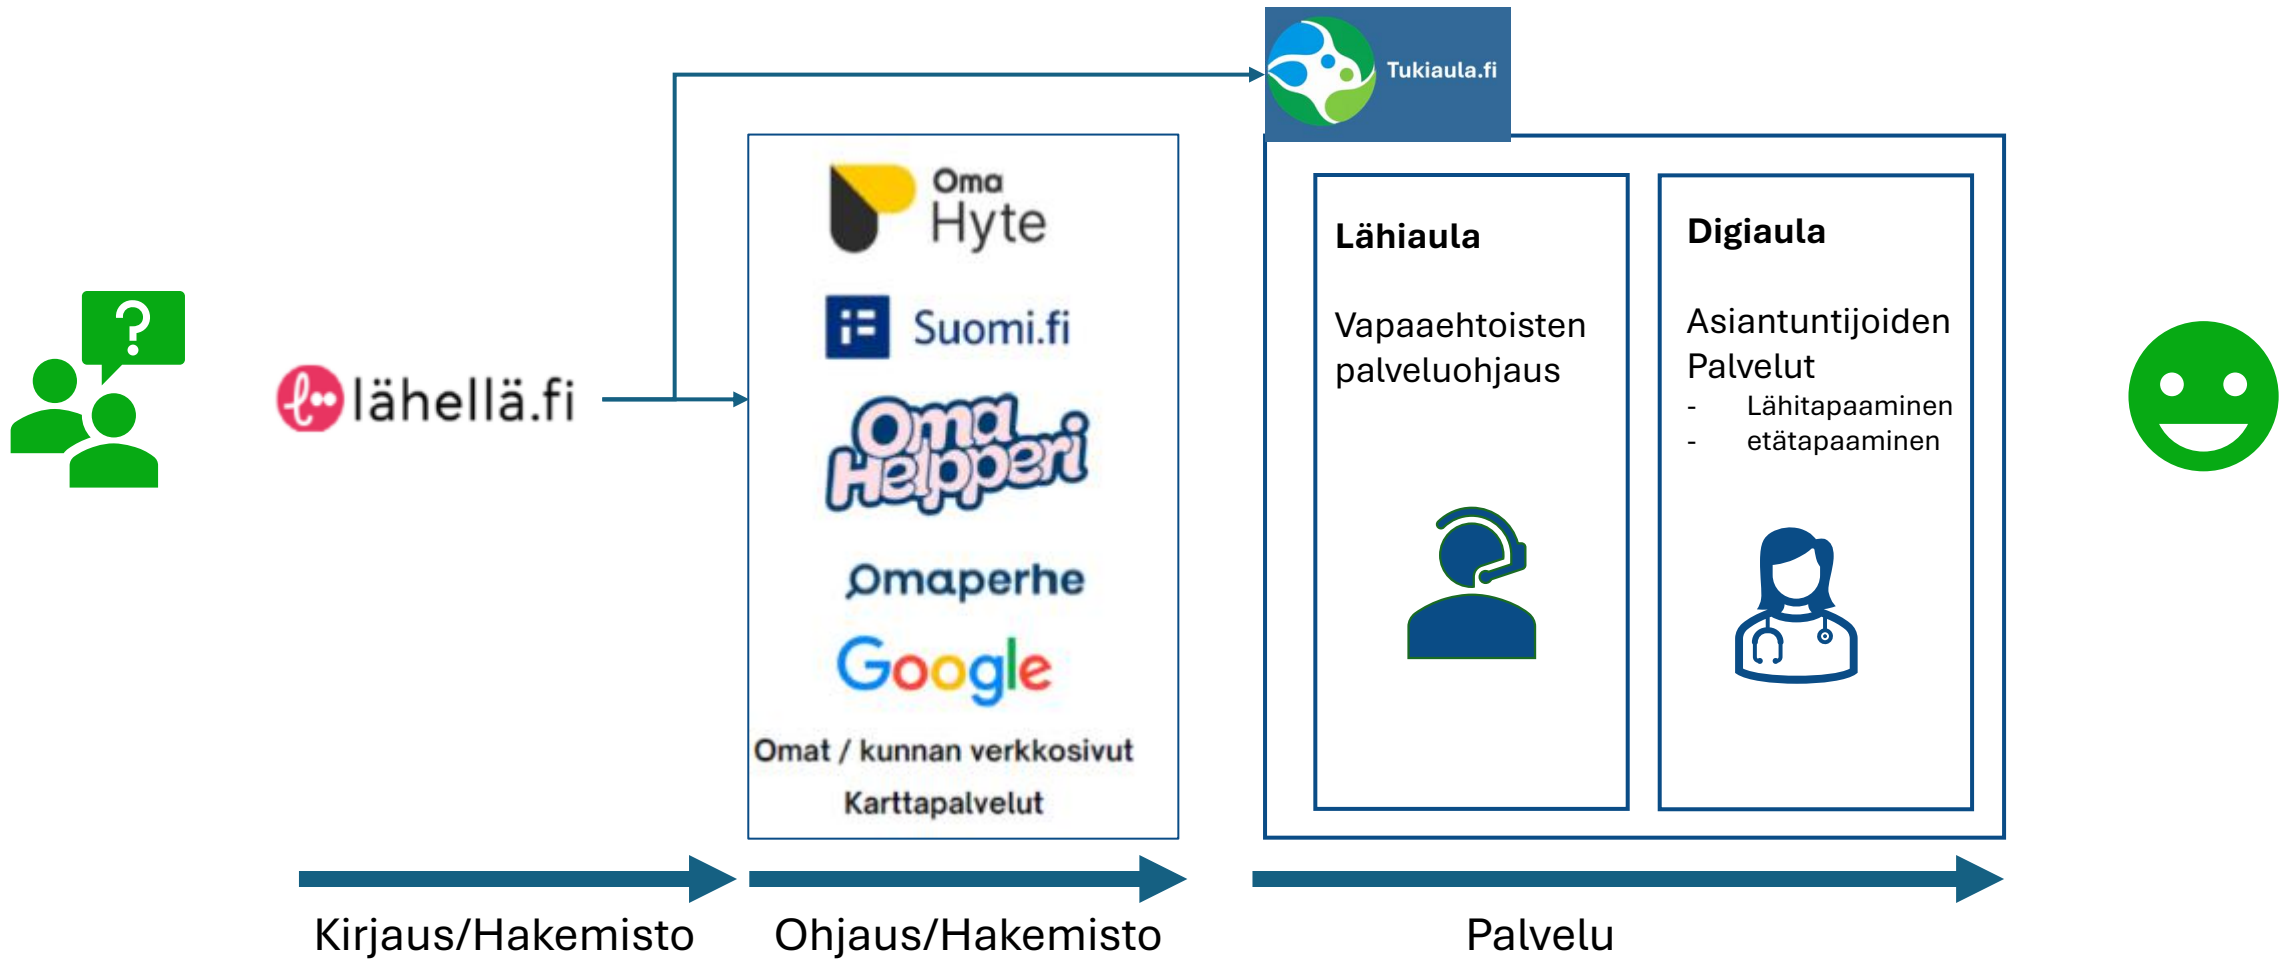 Tukiaula.fi
?
lähellä.fi
Oma
Hyte
Suomi.fi
Oma
Helpperi
Omaperhe
Google
Omat / kunnan verkkosivut
Karttapalvelut
Lähiaula
Vapaaehtoisten
palveluohjaus
Digiaula
Asiantuntijoiden
Palvelut
- Lähitapaaminen
- etätapaaminen
Kirjaus/Hakemisto
Ohjaus/Hakemisto
Palvelu